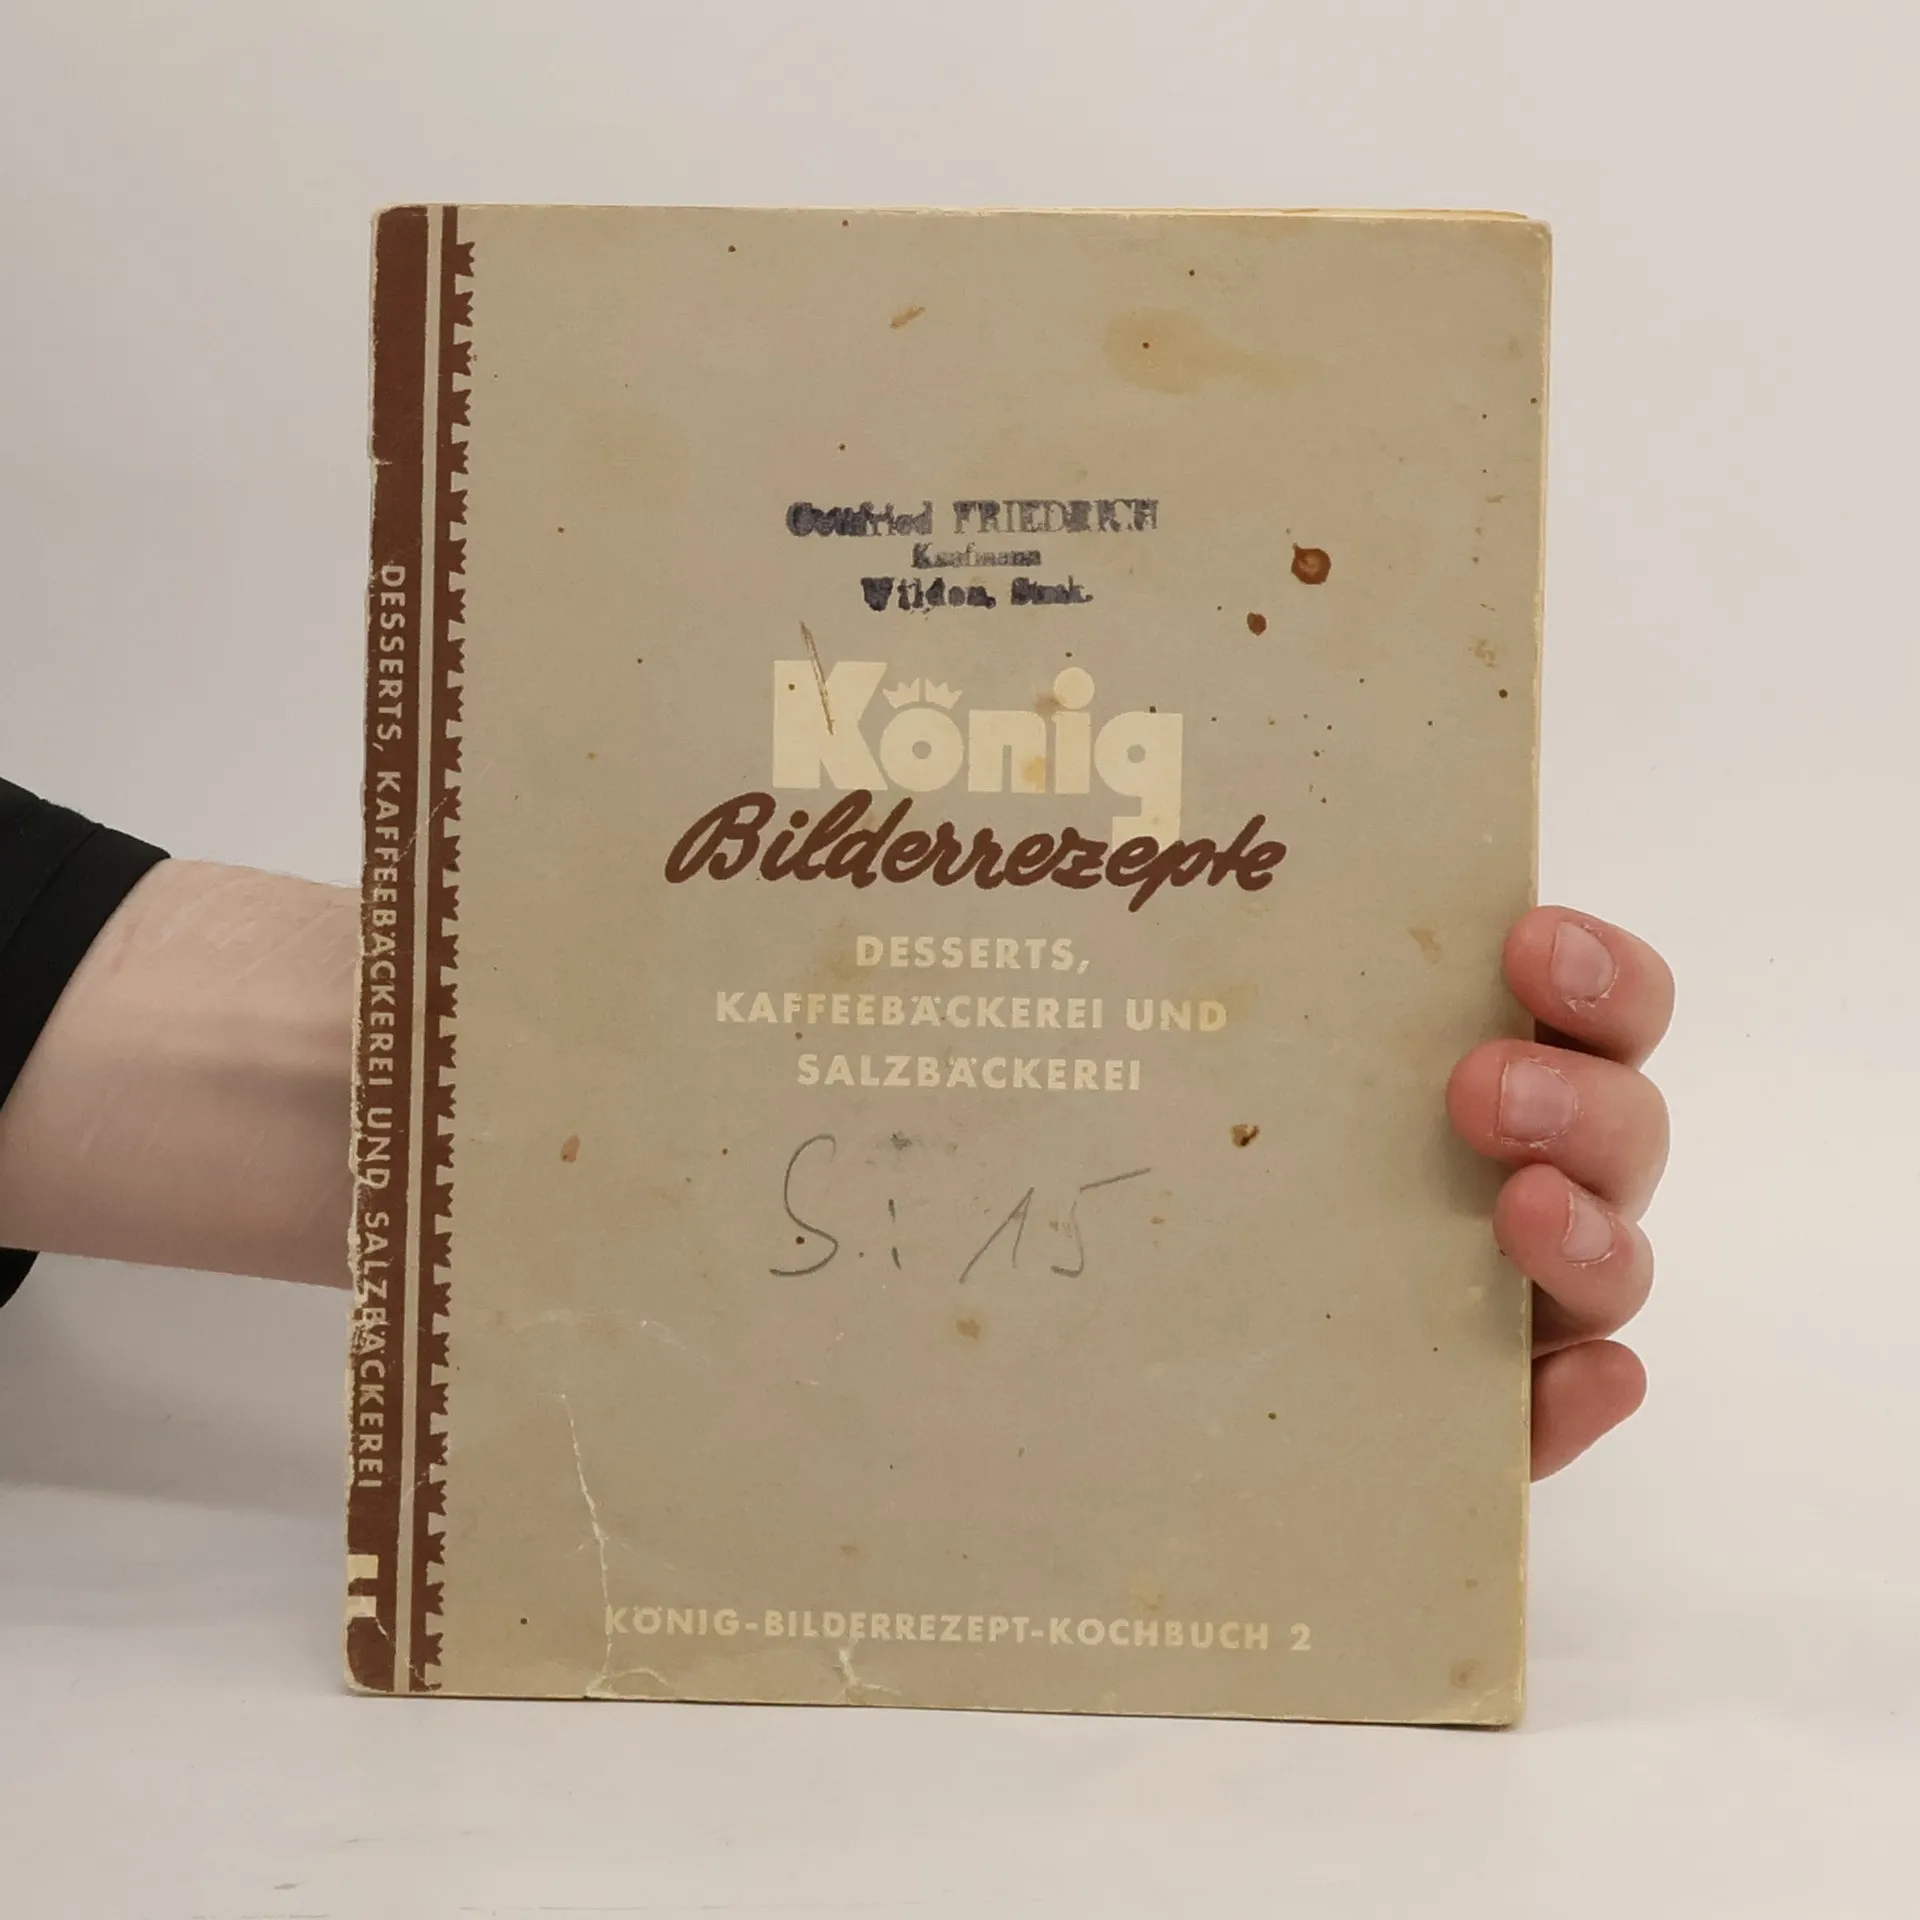 DESSERTS, KAFFEEBÄCKEREI UND SALZBÄCKEREI
Gottfried FRIEDRICH
Kaufmann
Wildon, Stmk.
König
Bilderrezepte
DESSERTS,
KAFFEEBÄCKEREI UND
SALZBÄCKEREI
S. 15
KÖNIG-BILDERREZEPT-KOCHBUCH 2